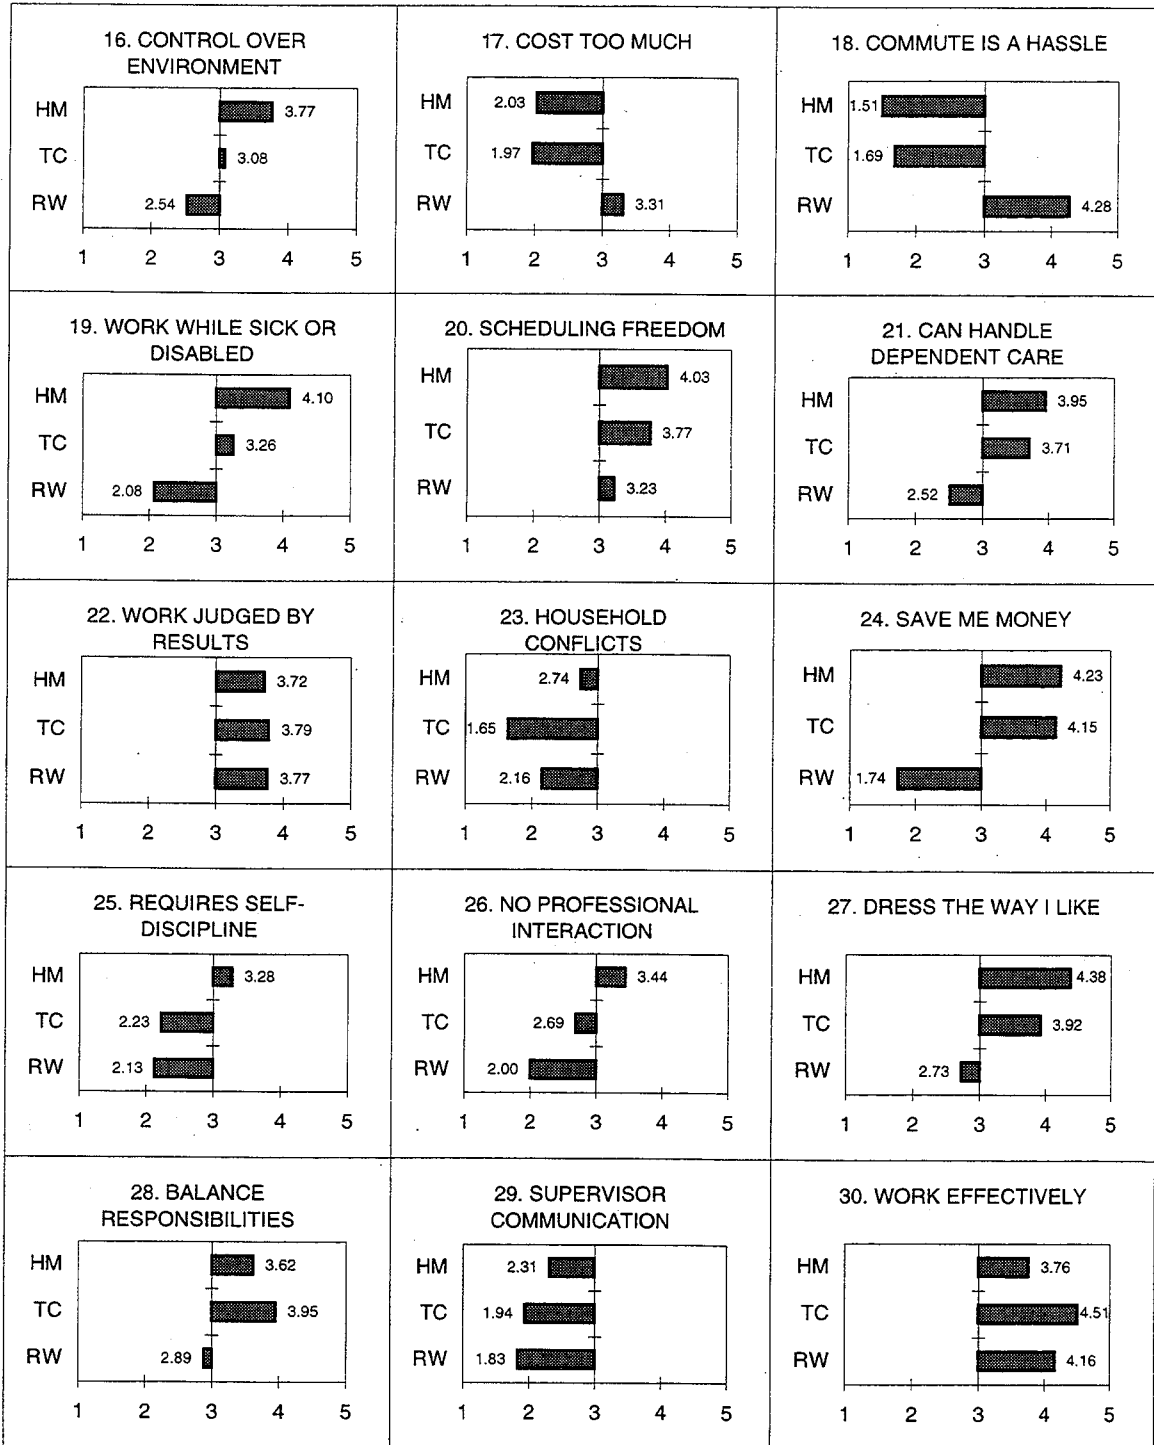 16. CONTROL OVER
ENVIRONMENT
HM 3.77
TC 3.08
RW 2.54
1 2 3 4 5
17. COST TOO MUCH
HM 2.03
TC 1.97
RW 3.31
1 2 3 4 5
18. COMMUTE IS A HASSLE
HM 1.51
TC 1.69
RW 4.28
1 2 3 4 5
19. WORK WHILE SICK OR
DISABLED
HM 4.10
TC 3.26
RW 2.08
1 2 3 4 5
20. SCHEDULING FREEDOM
HM 4.03
TC 3.77
RW 3.23
1 2 3 4 5
21. CAN HANDLE
DEPENDENT CARE
HM 3.95
TC 3.71
RW 2.52
1 2 3 4 5
22. WORK JUDGED BY
RESULTS
HM 3.72
TC 3.79
RW 3.77
1 2 3 4 5
23. HOUSEHOLD
CONFLICTS
HM 2.74
TC 1.65
RW 2.16
1 2 3 4 5
24. SAVE ME MONEY
HM 4.23
TC 4.15
RW 1.74
1 2 3 4 5
25. REQUIRES SELF-
DISCIPLINE
HM 3.28
TC 2.23
RW 2.13
1 2 3 4 5
26. NO PROFESSIONAL
INTERACTION
HM 3.44
TC 2.69
RW 2.00
1 2 3 4 5
27. DRESS THE WAY I LIKE
HM 4.38
TC 3.92
RW 2.73
1 2 3 4 5
28. BALANCE
RESPONSIBILITIES
HM 3.62
TC 3.95
RW 2.89
1 2 3 4 5
29. SUPERVISOR
COMMUNICATION
HM 2.31
TC 1.94
RW 1.83
1 2 3 4 5
30. WORK EFFECTIVELY
HM 3.76
TC 4.51
RW 4.16
1 2 3 4 5